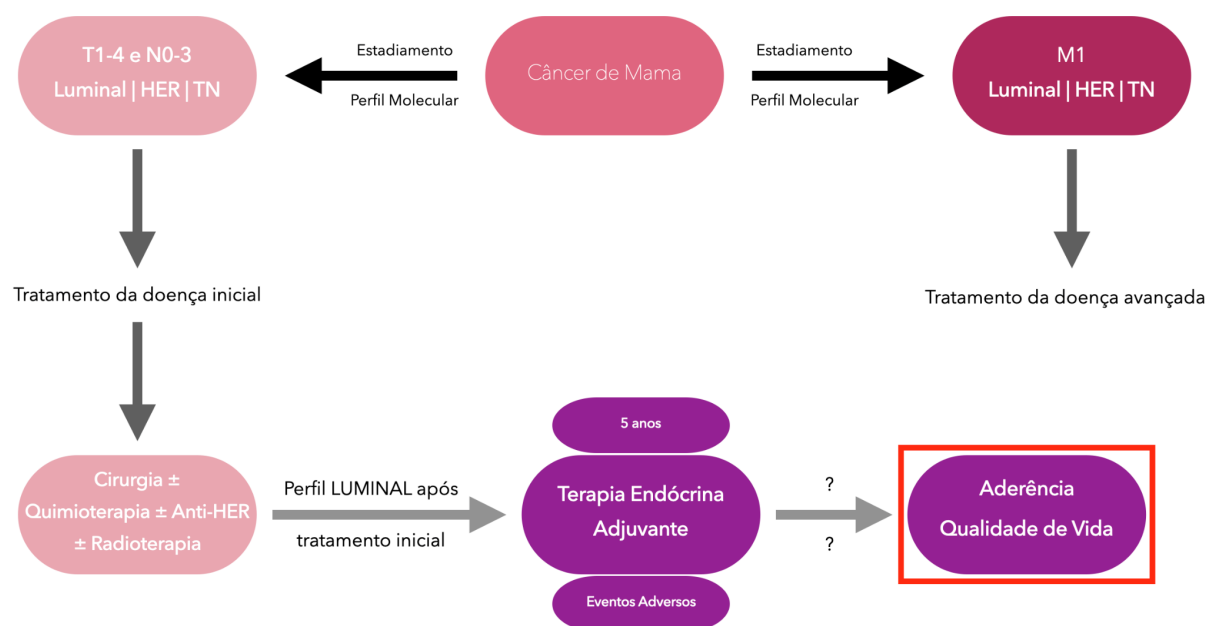 T1-4 e N0-3
Luminal | HER | TN
Estadiamento
Perfil Molecular
Câncer de Mama
Estadiamento
Perfil Molecular
M1
Luminal | HER | TN
Tratamento da doença inicial
Tratamento da doença avançada
Cirurgia ±
Quimioterapia ± Anti-HER
± Radioterapia
Perfil LUMINAL após
tratamento inicial
5 anos
Terapia Endócrina
Adjuvante
Eventos Adversos
?
?
Aderência
Qualidade de Vida